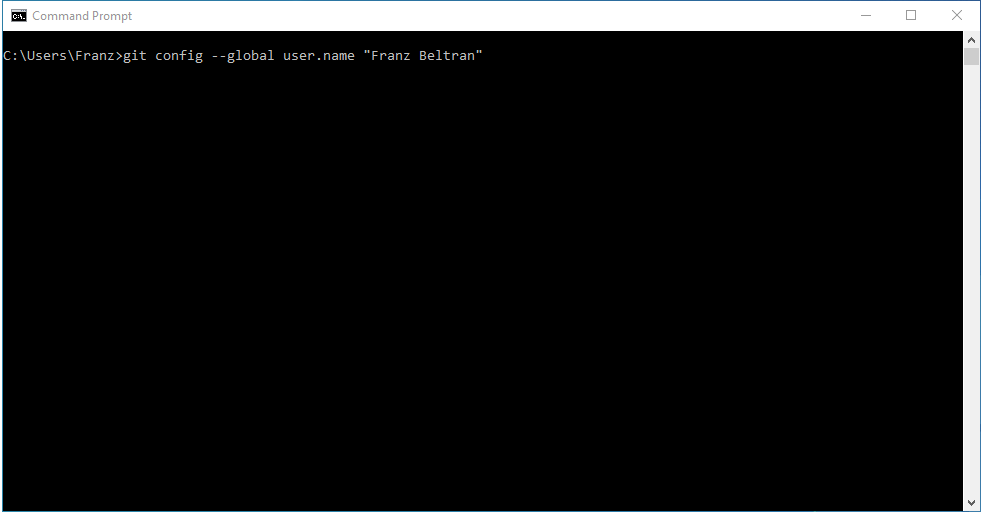 Command Prompt
C:\Users\Franz>git config --global user.name "Franz Beltran"